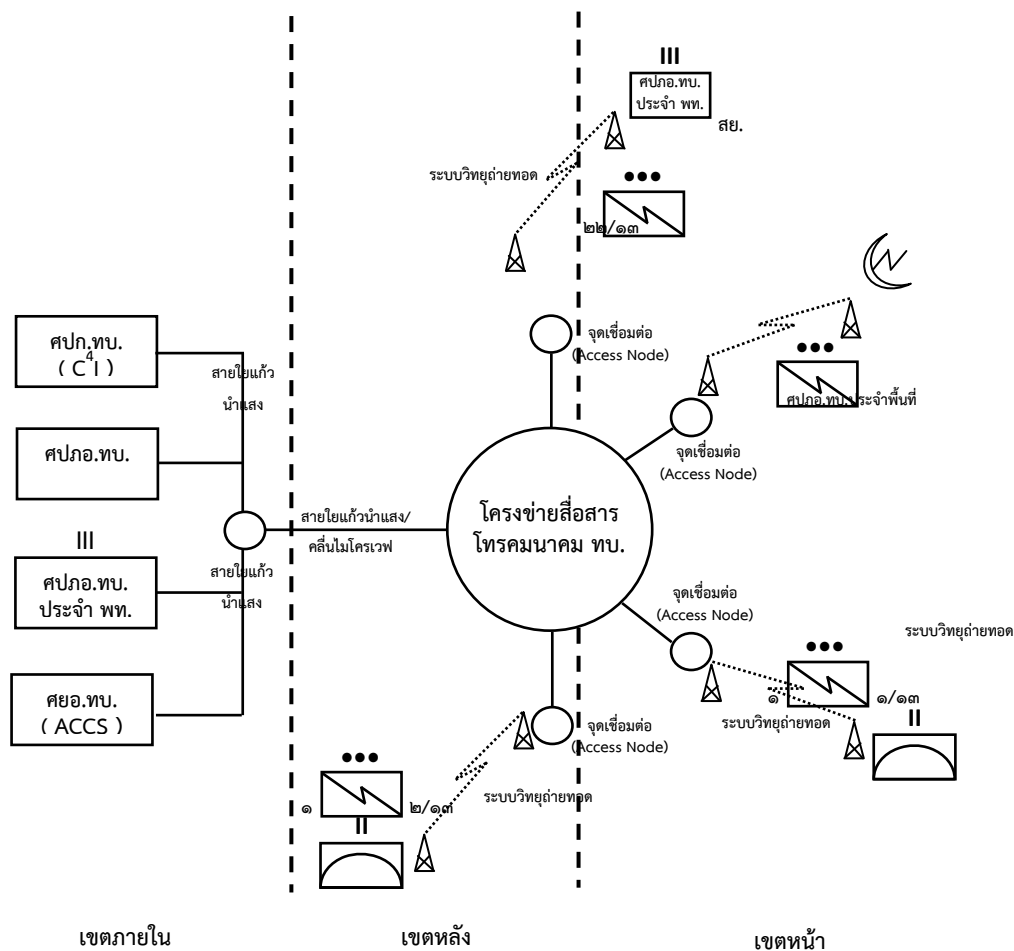 III
ศปภอ.ทบ.
ประจำ พท.
สย.
ระบบวิทยุถ่ายทอด
๒๒/๑๓
ศปก.ทบ.
( C⁴I )
สายใยแก้ว
นำแสง
จุดเชื่อมต่อ
(Access Node)
ศปภอ.ทบ.ประจำพื้นที่
ศปภอ.ทบ.
จุดเชื่อมต่อ
(Access Node)
สายใยแก้วนำแสง/
คลื่นไมโครเวฟ
โครงข่ายสื่อสาร
โทรคมนาคม ทบ.
III
ศปภอ.ทบ.
ประจำ พท.
สายใยแก้ว
นำแสง
จุดเชื่อมต่อ
(Access Node)
ระบบวิทยุถ่ายทอด
ศยอ.ทบ.
( ACCS )
๑
๑/๑๓
II
ระบบวิทยุถ่ายทอด
จุดเชื่อมต่อ
(Access Node)
ระบบวิทยุถ่ายทอด
๑
๒/๑๓
II
เขตภายใน
เขตหลัง
เขตหน้า